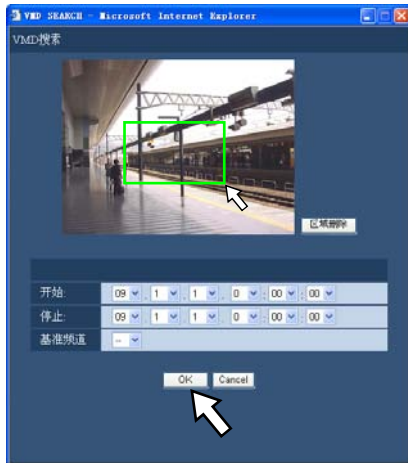 VMD SEARCH - Microsoft Internet Explorer
VMD搜索
区域删除
开始: 09 . 1 . 1 . 0 : 00 : 00
停止: 09 . 1 . 1 . 0 : 00 : 00
基准频道 --
OK Cancel